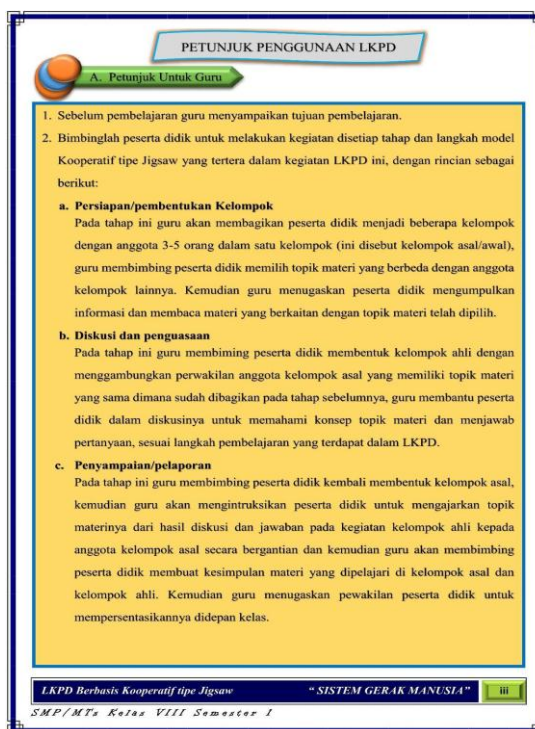 PETUNJUK PENGGUNAAN LKPD
A. Petunjuk Untuk Guru
1. Sebelum pembelajaran guru menyampaikan tujuan pembelajaran.
2. Bimbinglah peserta didik untuk melakukan kegiatan disetiap tahap dan langkah model
Kooperatif tipe Jigsaw yang tertera dalam kegiatan LKPD ini, dengan rincian sebagai
berikut:
a. Persiapan/pembentukan Kelompok
Pada tahap ini guru akan membagikan peserta didik menjadi beberapa kelompok
dengan anggota 3-5 orang dalam satu kelompok (ini disebut kelompok asal/awal),
guru membimbing peserta didik memilih topik materi yang berbeda dengan anggota
kelompok lainnya. Kemudian guru menugaskan peserta didik mengumpulkan
informasi dan membaca materi yang berkaitan dengan topik materi telah dipilih.
b. Diskusi dan penguasaan
Pada tahap ini guru membiming peserta didik membentuk kelompok ahli dengan
menggambungkan perwakilan anggota kelompok asal yang memiliki topik materi
yang sama dimana sudah dibagikan pada tahap sebelumnya, guru membantu peserta
didik dalam diskusinya untuk memahami konsep topik materi dan menjawab
pertanyaan, sesuai langkah pembelajaran yang terdapat dalam LKPD.
c. Penyampaian/pelaporan
Pada tahap ini guru membimbing peserta didik kembali membentuk kelompok asal,
kemudian guru akan mengintruksikan peserta didik untuk mengajarkan topik
materinya dari hasil diskusi dan jawaban pada kegiatan kelompok ahli kepada
anggota kelompok asal secara bergantian dan kemudian guru akan membimbing
peserta didik membuat kesimpulan materi yang dipelajari di kelompok asal dan
kelompok ahli. Kemudian guru menugaskan pewakilan peserta didik untuk
mempersentasikannya didepan kelas.
LKPD Berbasis Kooperatif tipe Jigsaw “ SISTEM GERAK MANUSIA” iii
SMP/MTs Kelas VIII Semester 1